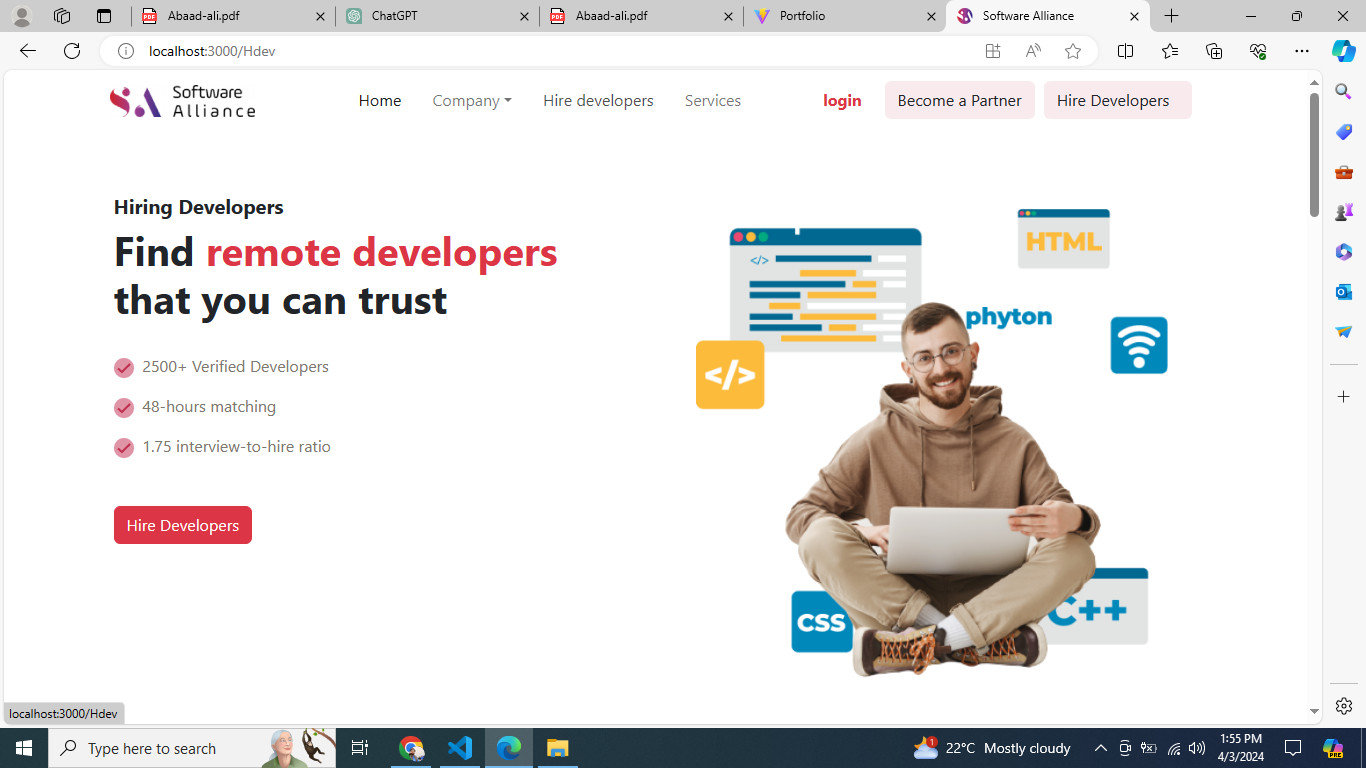 Abaad-ali.pdf
ChatGPT
Abaad-ali.pdf
Portfolio
Software Alliance
localhost:3000/Hdev
Software
Alliance
Home
Company
Hire developers
Services
login
Become a Partner
Hire Developers
Hiring Developers
Find remote developers
that you can trust
2500+ Verified Developers
48-hours matching
1.75 interview-to-hire ratio
Hire Developers
HTML
</>
phyton
</>
CSS
C++
localhost:3000/Hdev
Type here to search
1
22°C Mostly cloudy
1:55 PM
4/3/2024
PRE